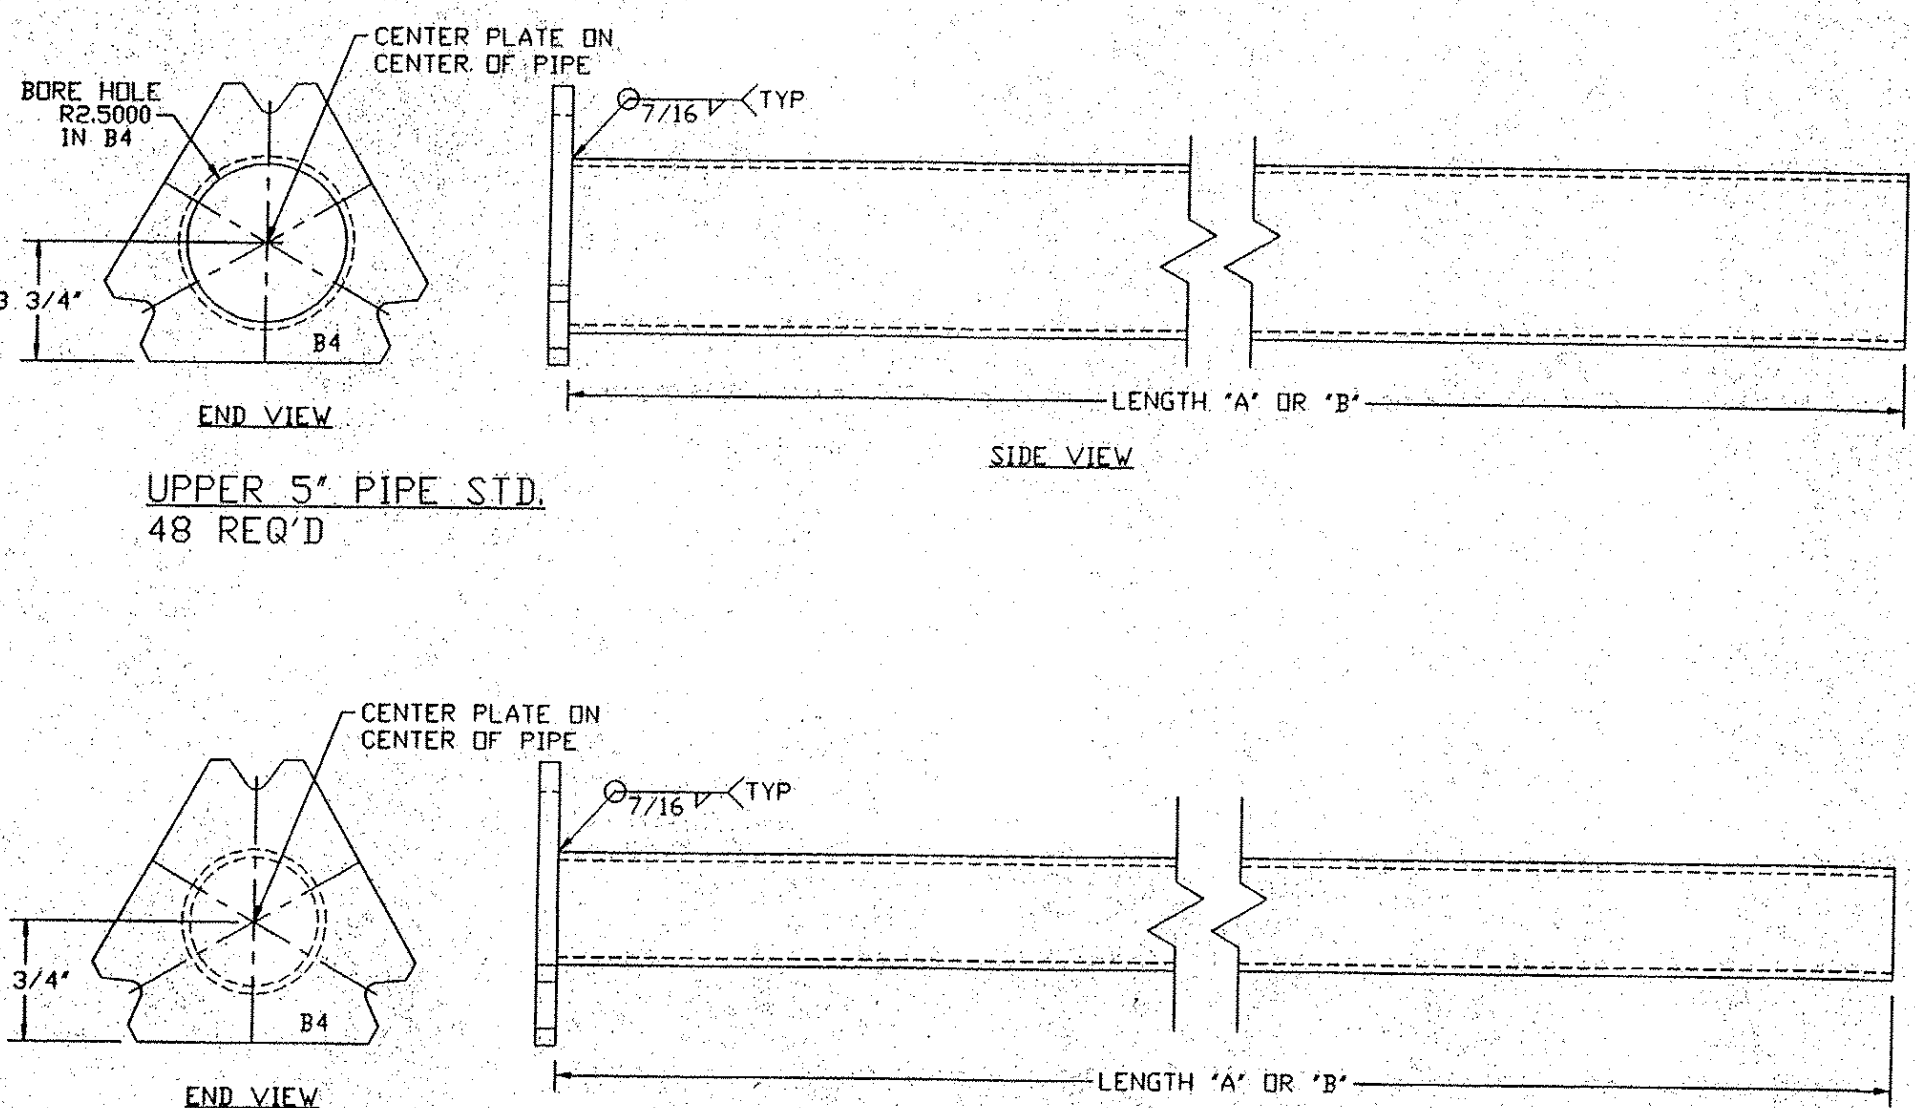 CENTER PLATE ON
CENTER OF PIPE
BORE HOLE
R2.5000
IN B4
7/16
TYP
3 3/4"
B4
END VIEW
LENGTH "A" OR "B"
SIDE VIEW
UPPER 5" PIPE STD.
48 REQ'D
CENTER PLATE ON
CENTER OF PIPE
7/16
TYP
3/4"
B4
END VIEW
LENGTH "A" OR "B"